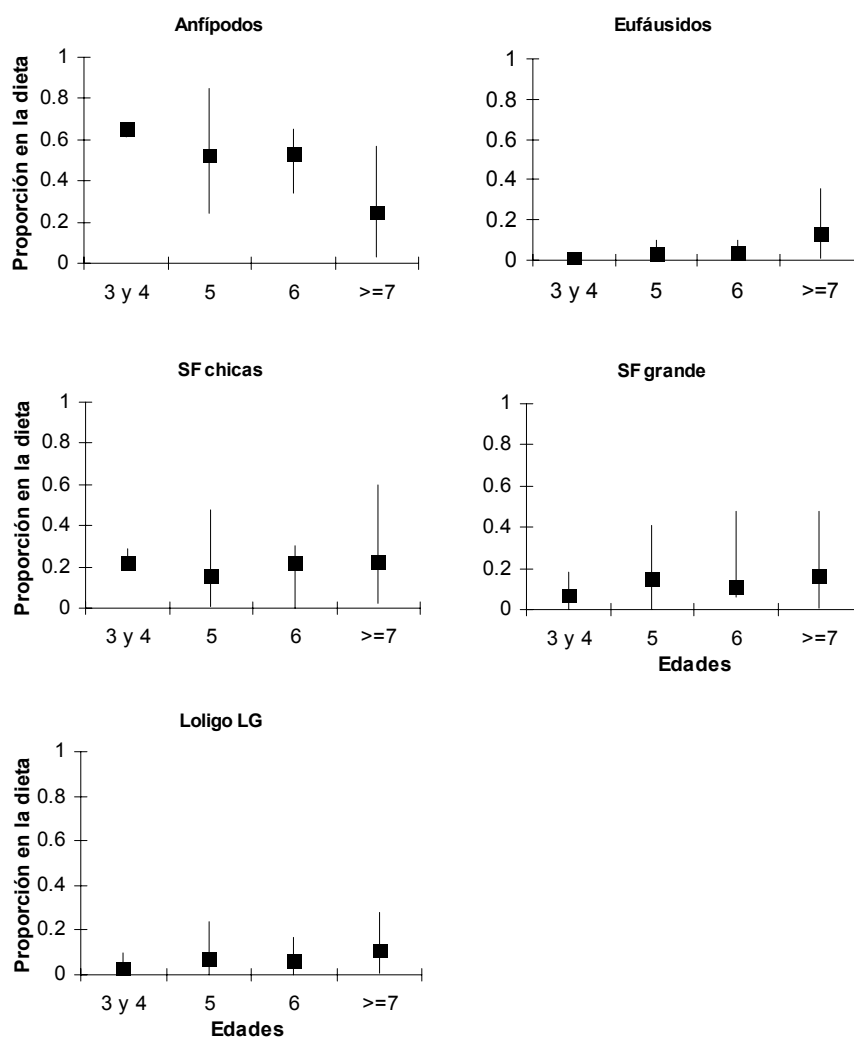 Anfípodos
Proporción en la dieta
1
0.8
0.6
0.4
0.2
0
3 y 4 5 6 >=7
Eufáusidos
1
0.8
0.6
0.4
0.2
0
3 y 4 5 6 >=7
SF chicas
Proporción en la dieta
1
0.8
0.6
0.4
0.2
0
3 y 4 5 6 >=7
SF grande
1
0.8
0.6
0.4
0.2
0
3 y 4 5 6 >=7
Edades
Loligo LG
Proporción en la dieta
1
0.8
0.6
0.4
0.2
0
3 y 4 5 6 >=7
Edades